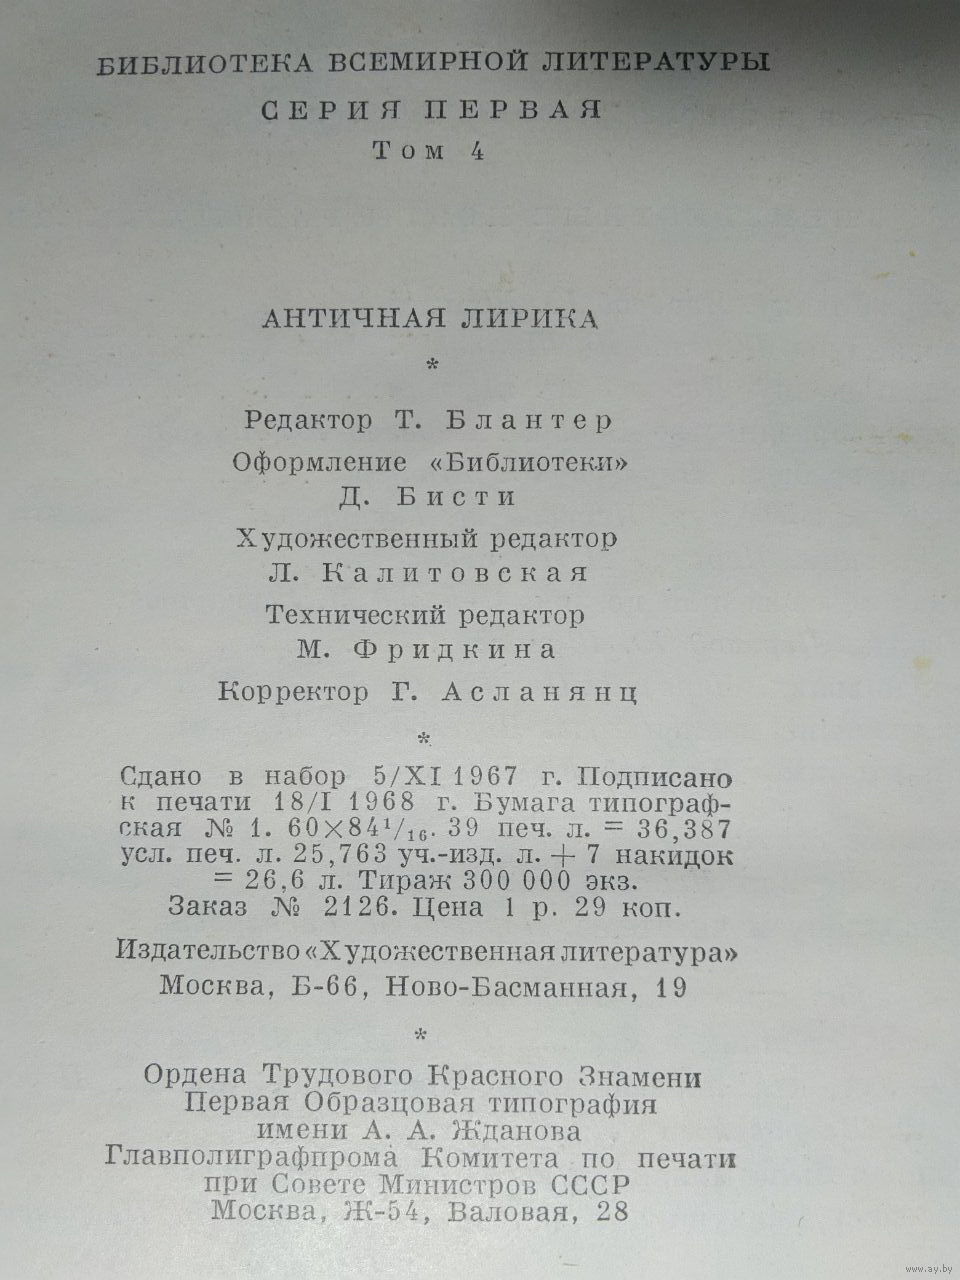 БИБЛИОТЕКА ВСЕМИРНОЙ ЛИТЕРАТУРЫ
СЕРИЯ ПЕРВАЯ
Том 4
АНТИЧНАЯ ЛИРИКА
*
Редактор Т. Блантер
Оформление «Библиотеки»
Д. Бисти
Художественный редактор
Л. Калитовская
Технический редактор
М. Фридкина
Корректор Г. Асланянц
*
Сдано в набор 5/XI 1967 г. Подписано
к печати 18/I 1968 г. Бумага типограф-
ская № 1. 60×84¹/₁₆. 39 печ. л. = 36,387
усл. печ. л. 25,763 уч.-изд. л. + 7 накидок
= 26,6 л. Тираж 300 000 экз.
Заказ № 2126. Цена 1 р. 29 коп.
Издательство «Художественная литература»
Москва, Б-66, Ново-Басманная, 19
*
Ордена Трудового Красного Знамени
Первая Образцовая типография
имени А. А. Жданова
Главполиграфпрома Комитета по печати
при Совете Министров СССР
Москва, Ж-54, Валовая, 28
www.ay.by